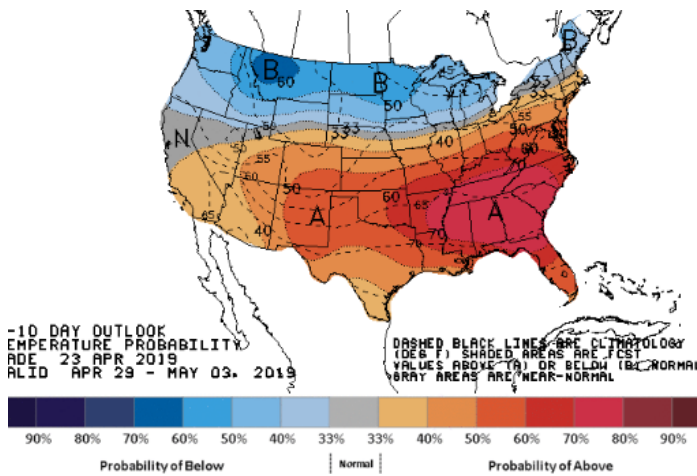 B
B 60
B
50
33
33
N
50
33
40
55
50
60
50
55
60
A
60
65
A
70
45
40
70
-10 DAY OUTLOOK
EMPERATURE PROBABILITY
ADE 23 APR 2019
ALID APR 29 - MAY 03, 2019
DASHED BLACK LINES ARE CLIMATOLOGY
(DEG F) SHADED AREAS ARE FCST
VALUES ABOVE (A) OR BELOW (B) NORMAL
GRAY AREAS ARE NEAR-NORMAL
90% 80% 70% 60% 50% 40% 33% 33% 40% 50% 60% 70% 80% 90%
Probability of Below Normal Probability of Above